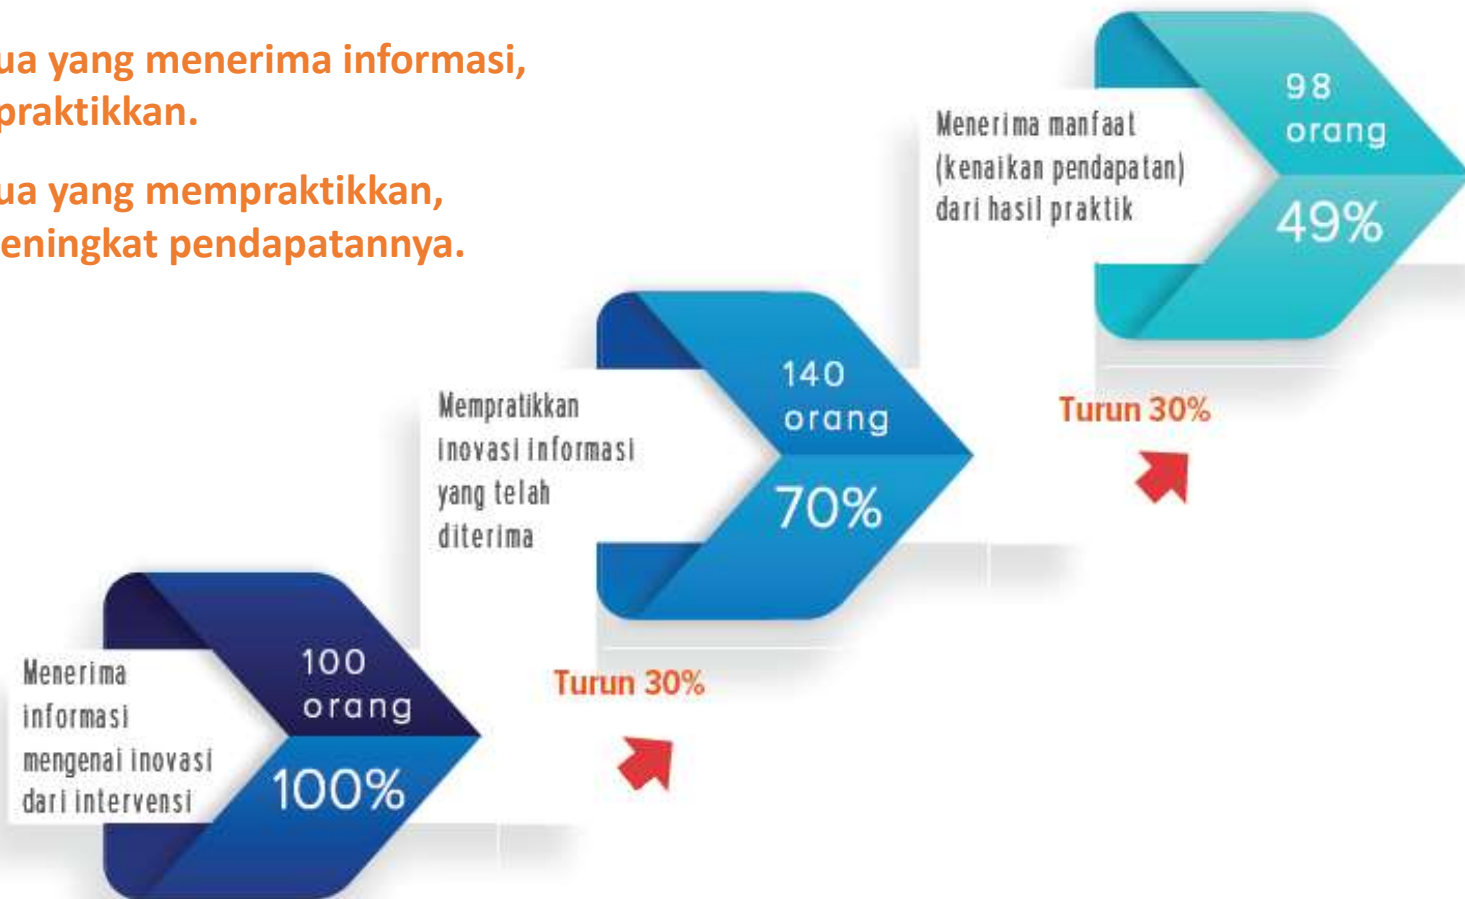 ua yang menerima informasi,
praktikkan.
ua yang mempraktikkan,
eningkat pendapatannya.
Menerima manfaat
(kenaikan pendapatan)
dari hasil praktik
98
orang
49%
Turun 30%
Mempratikkan
inovasi informasi
yang telah
diterima
140
orang
70%
Turun 30%
Menerima
informasi
mengenai inovasi
dari intervensi
100
orang
100%